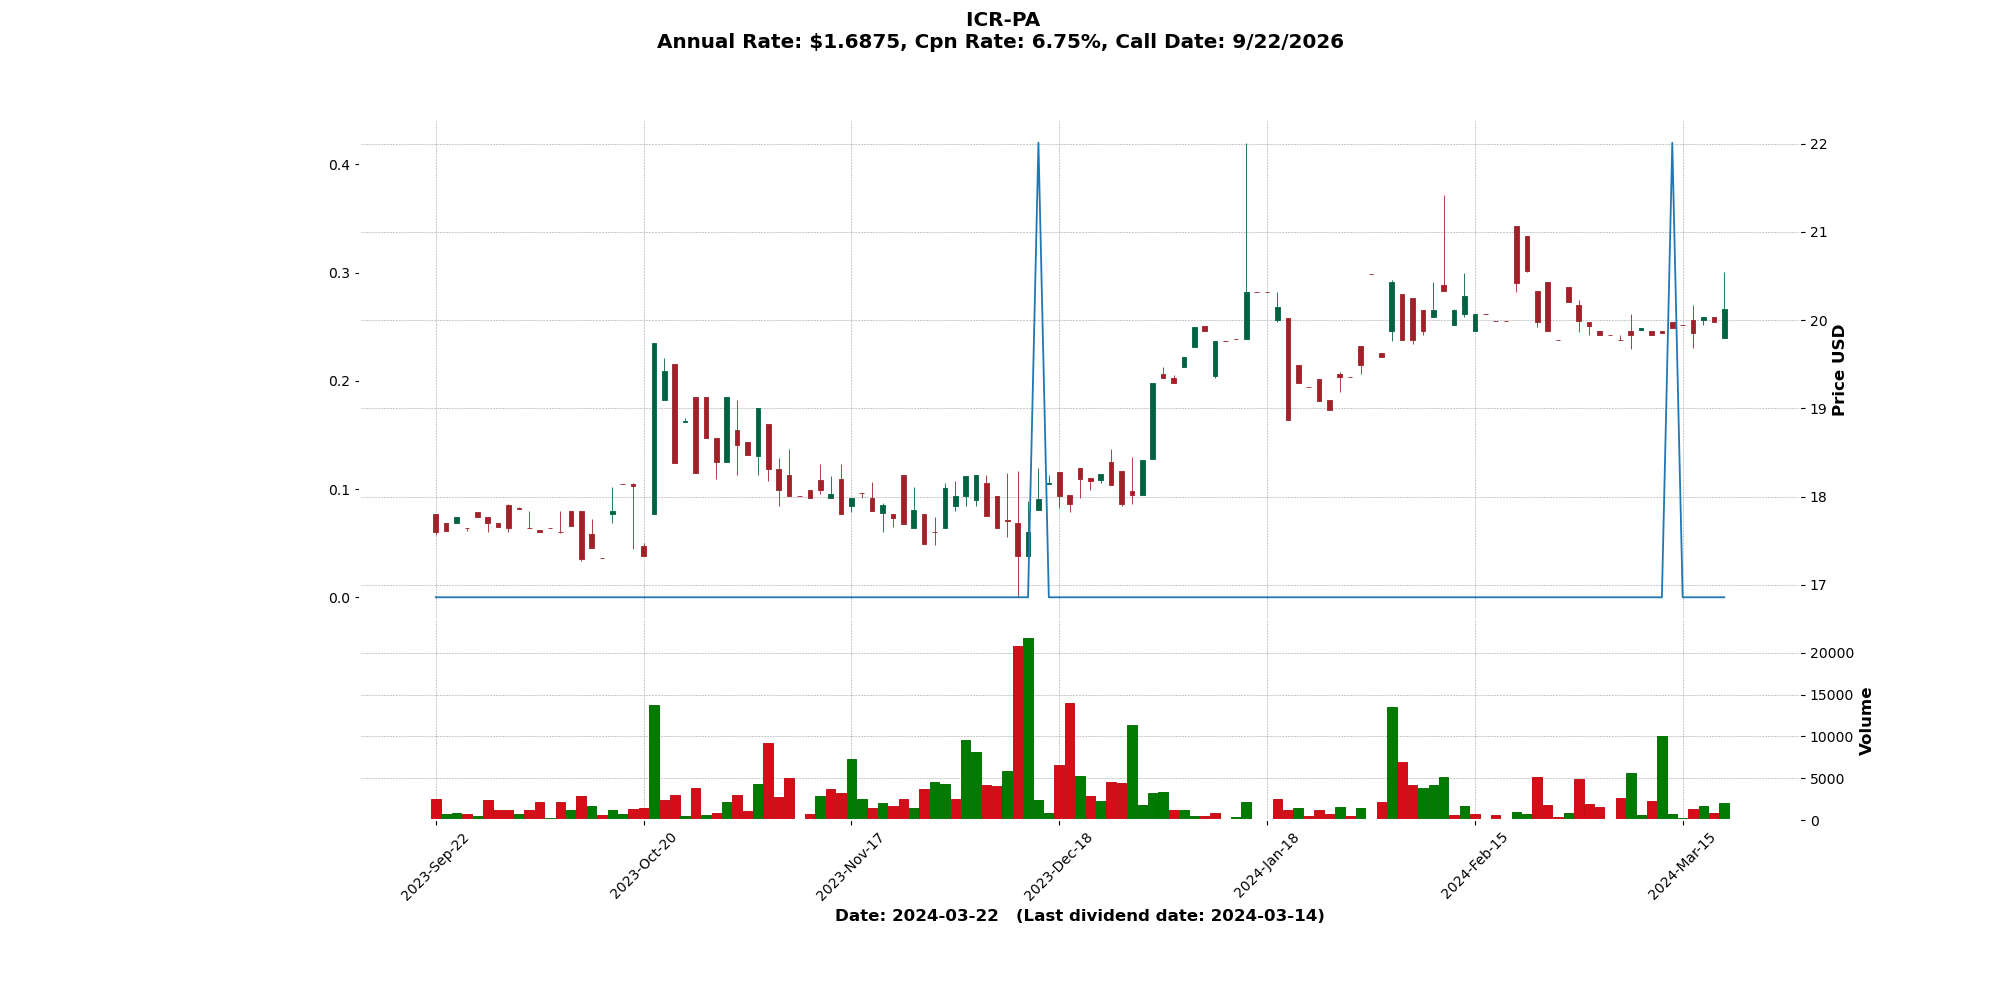 ICR-PA
Annual Rate: $1.6875, Cpn Rate: 6.75%, Call Date: 9/22/2026
0.4
0.3
0.2
0.1
0.0
22
21
20
19
18
17
Price USD
20000
15000
10000
5000
0
Volume
2023-Sep-22
2023-Oct-20
2023-Nov-17
2023-Dec-18
2024-Jan-18
2024-Feb-15
2024-Mar-15
Date: 2024-03-22 (Last dividend date: 2024-03-14)